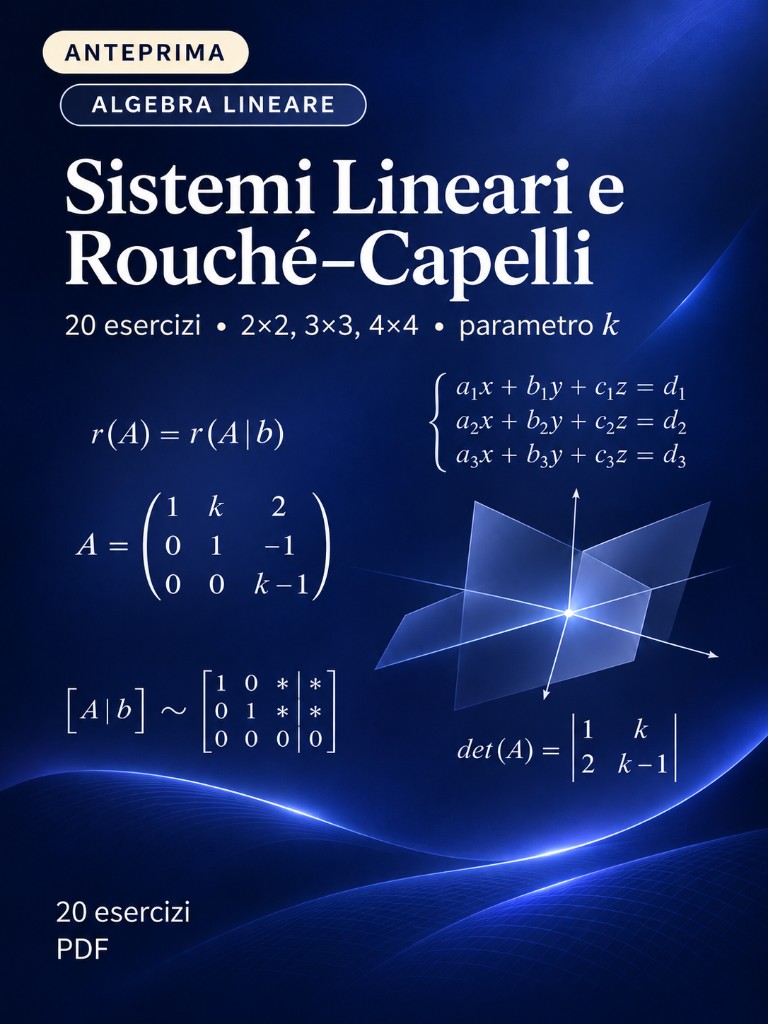 ANTEPRIMA
ALGEBRA LINEARE
Sistemi Lineari e
Rouché–Capelli
20 esercizi • 2×2, 3×3, 4×4 • parametro k
r(A) = r(A|b)
a₁x + b₁y + c₁z = d₁
a₂x + b₂y + c₂z = d₂
a₃x + b₃y + c₃z = d₃
A =
1 k 2
0 1 –1
0 0 k–1
[A|b] ~
1 0 * | *
0 1 * | *
0 0 0 | 0
det(A) =
1 k
2 k–1
20 esercizi
PDF